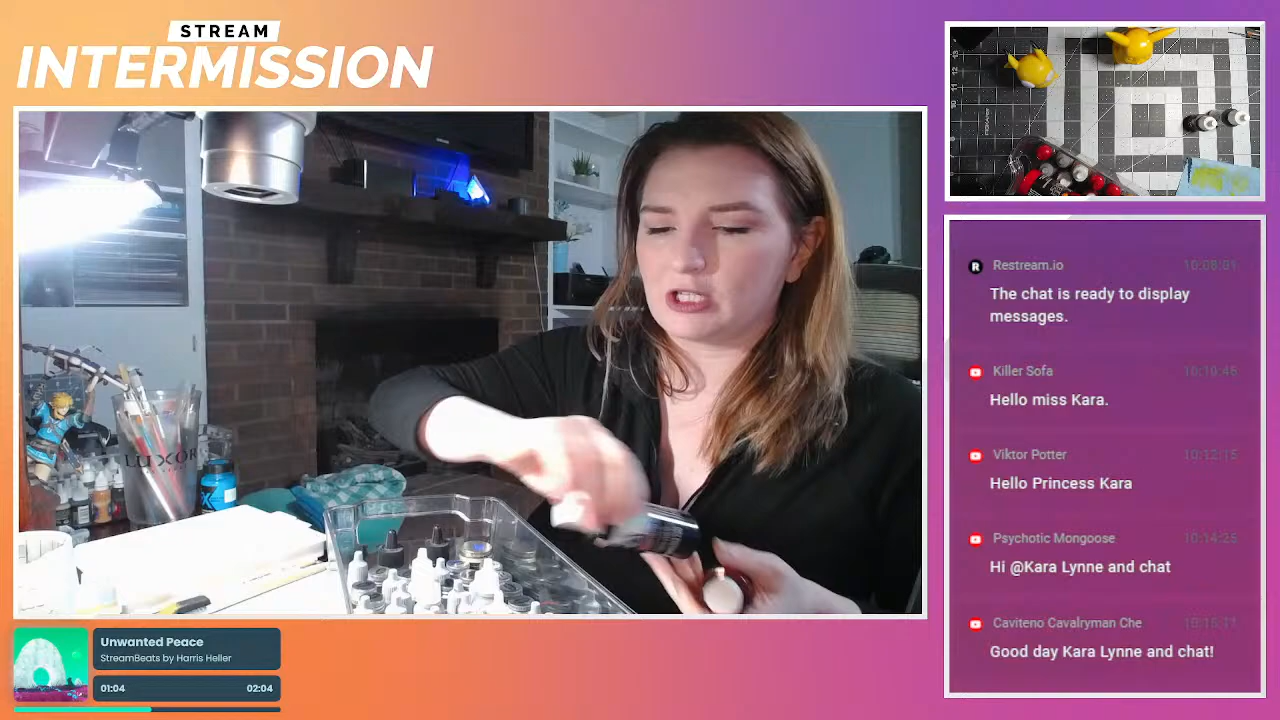 STREAM
INTERMISSION
Restream.io
The chat is ready to display
messages.
Killer Sofa
Hello miss Kara.
Viktor Potter
Hello Princess Kara
Psychotic Mongoose
Hi @Kara Lynne and chat
Caviteno Cavalryman Che
Good day Kara Lynne and chat!
LUXOR
Unwanted Peace
StreamBeats by Harris Heller
01:04
02:04